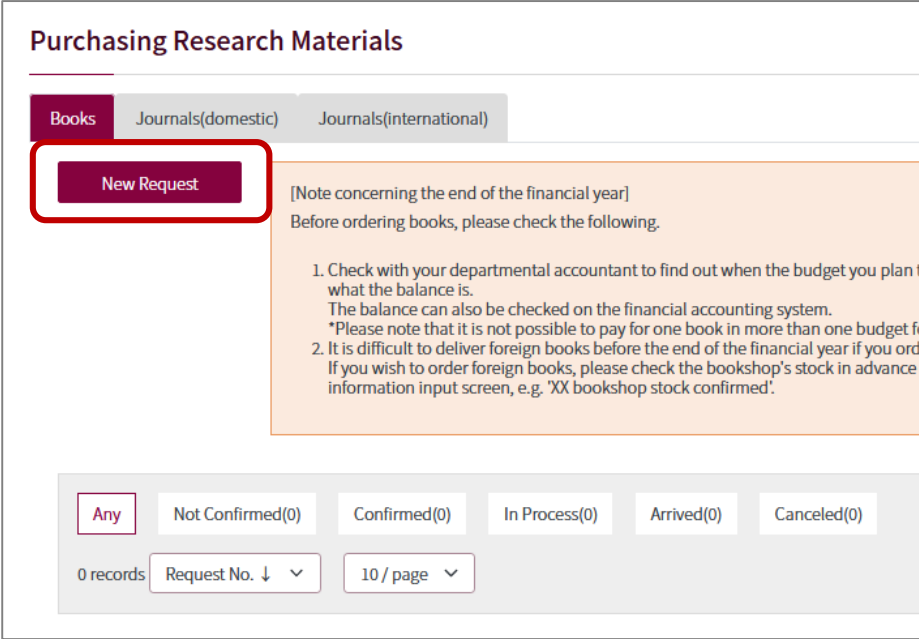 Purchasing Research Materials
Books Journals(domestic) Journals(international)
New Request
[Note concerning the end of the financial year]
Before ordering books, please check the following.
1. Check with your departmental accountant to find out when the budget you plan
what the balance is.
The balance can also be checked on the financial accounting system.
*Please note that it is not possible to pay for one book in more than one budget
2. It is difficult to deliver foreign books before the end of the financial year if you
If you wish to order foreign books, please check the bookshop's stock in advance
information input screen, e.g. 'XX bookshop stock confirmed'.
Any Not Confirmed(0) Confirmed(0) In Process(0) Arrived(0) Canceled(0)
0 records Request No. ↓ 10 / page